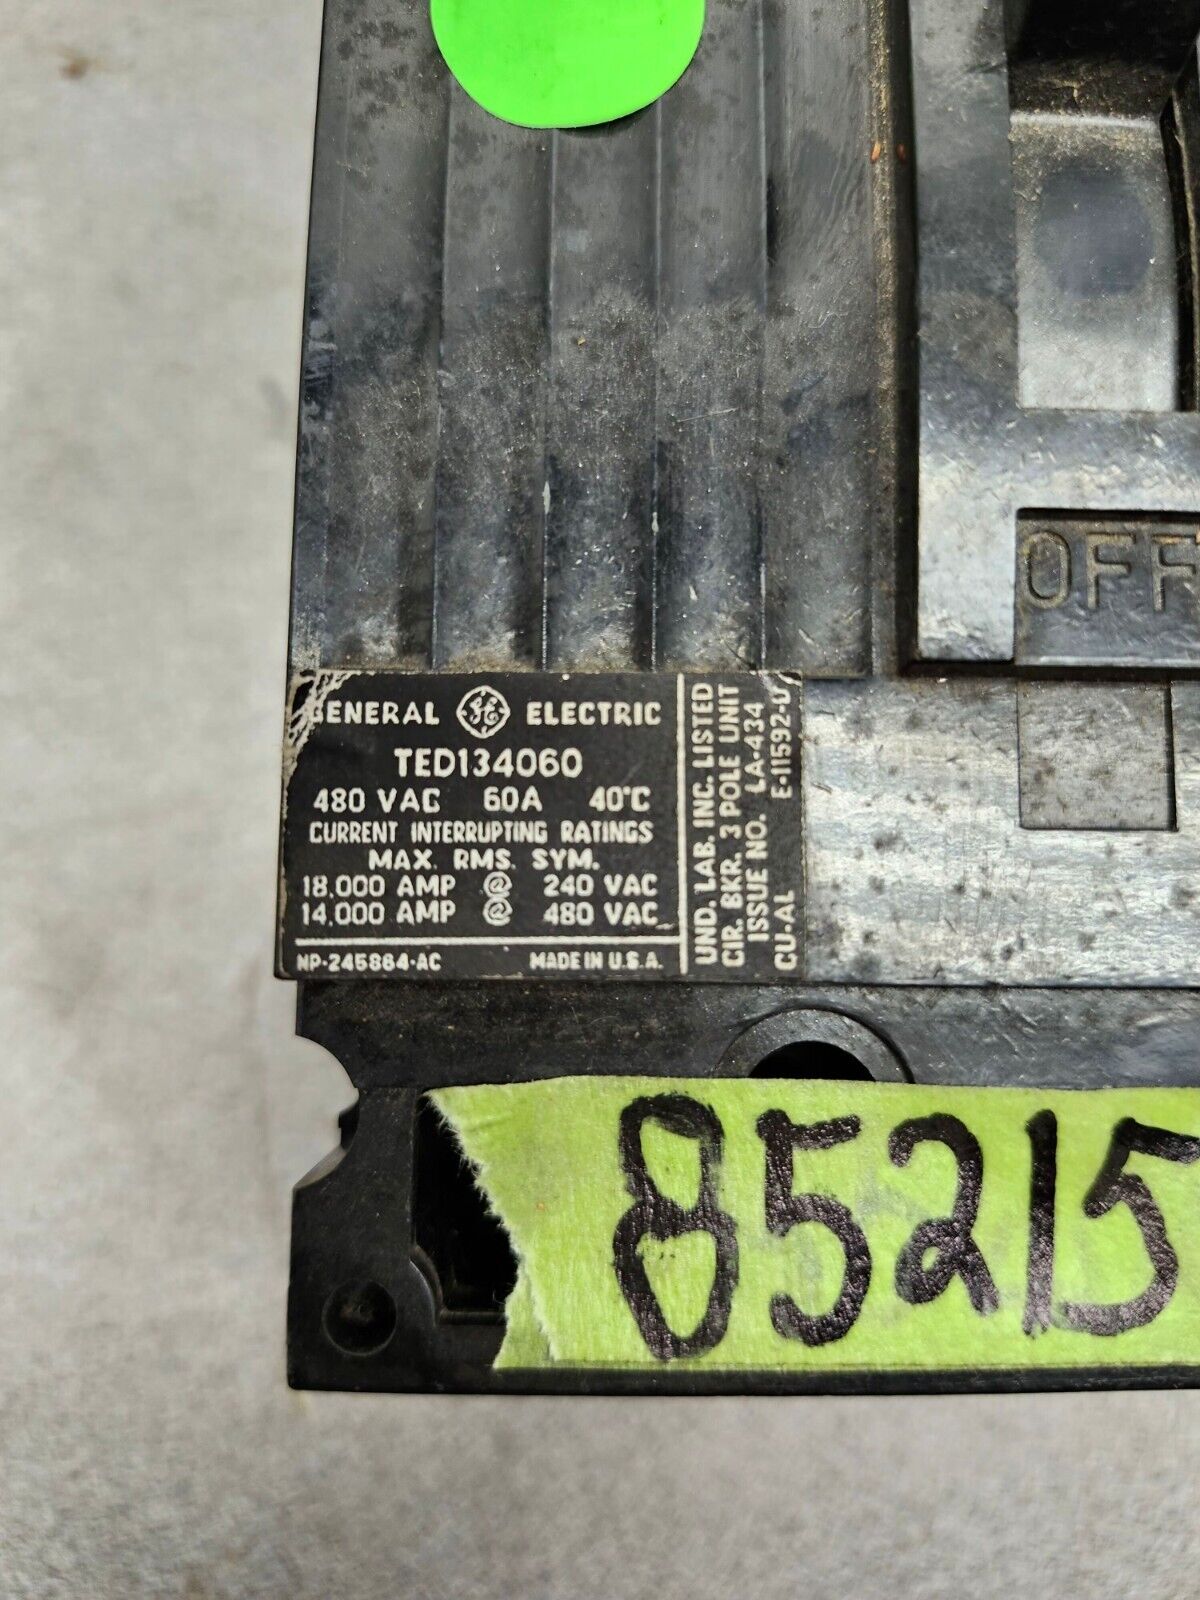 OFF
GENERAL GE ELECTRIC
TED134060
480 VAC 60A 40°C
CURRENT INTERRUPTING RATINGS
MAX. RMS. SYM.
18,000 AMP @ 240 VAC
14,000 AMP @ 480 VAC
NP-245864-AC MADE IN U.S.A.
UND. LAB. INC. LISTED
CIR. BKR. 3 POLE UNIT
ISSUE NO. LA-434
CU-AL E-11592-U
85215